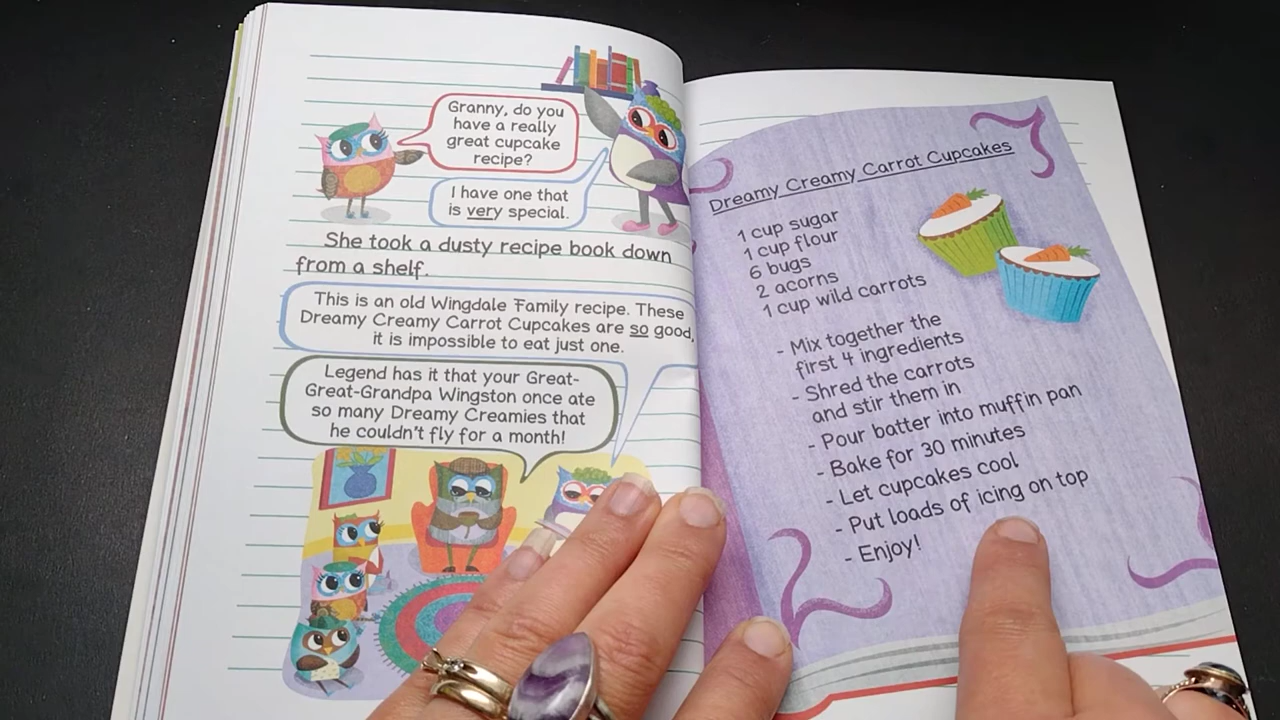 Granny, do you
have a really
great cupcake
recipe?
I have one that
is very special.
She took a dusty recipe book down
from a shelf.
This is an old Wingdale Family recipe. These
Dreamy Creamy Carrot Cupcakes are so good,
it is impossible to eat just one.
Legend has it that your Great-
Great-Grandpa Wingston once ate
so many Dreamy Creamies that
he couldn't fly for a month!
Dreamy Creamy Carrot Cupcakes
1 cup sugar
1 cup flour
6 bugs
2 acorns
1 cup wild carrots
- Mix together the
first 4 ingredients
- Shred the carrots
and stir them in
- Pour batter into muffin pan
- Bake for 30 minutes
- Let cupcakes cool
- Put loads of icing on top
- Enjoy!